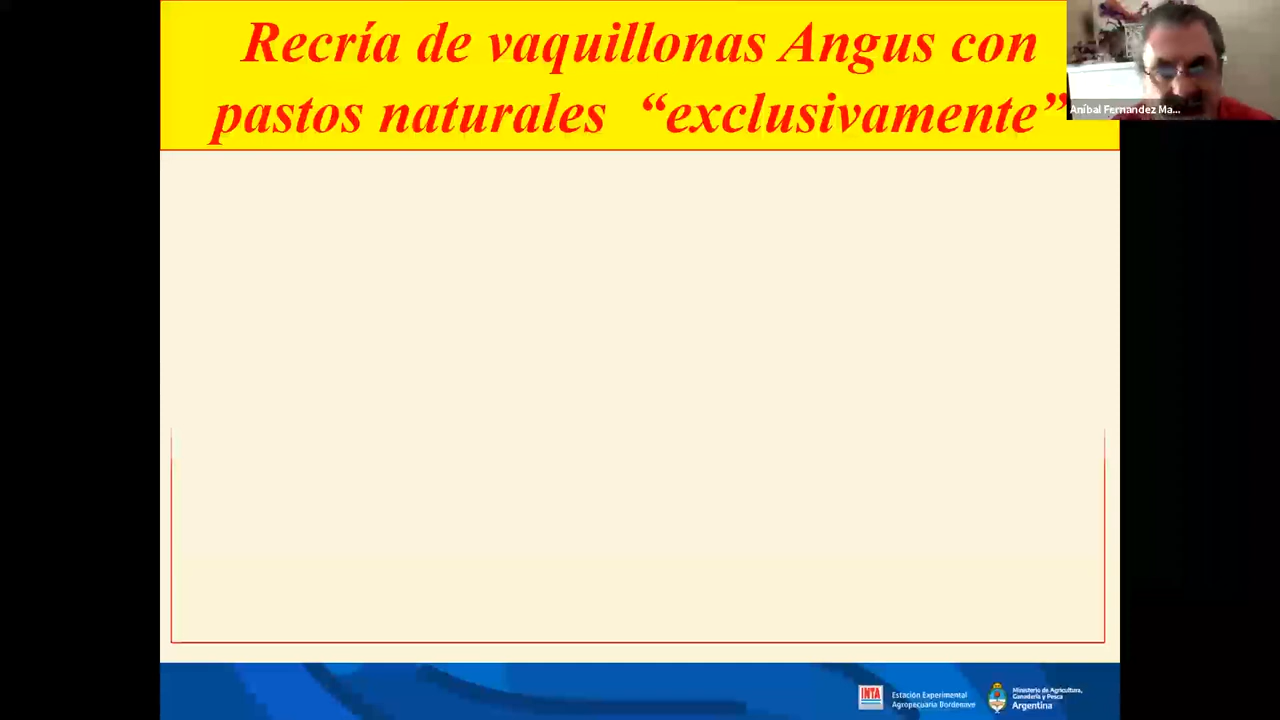 Recría de vaquillonas Angus con
pastos naturales “exclusivamente”
Aníbal Fernandez Ma...
INTA
Estación Experimental
Agropecuaria Bordenave
Ministerio de Agricultura,
Ganadería y Pesca
Argentina